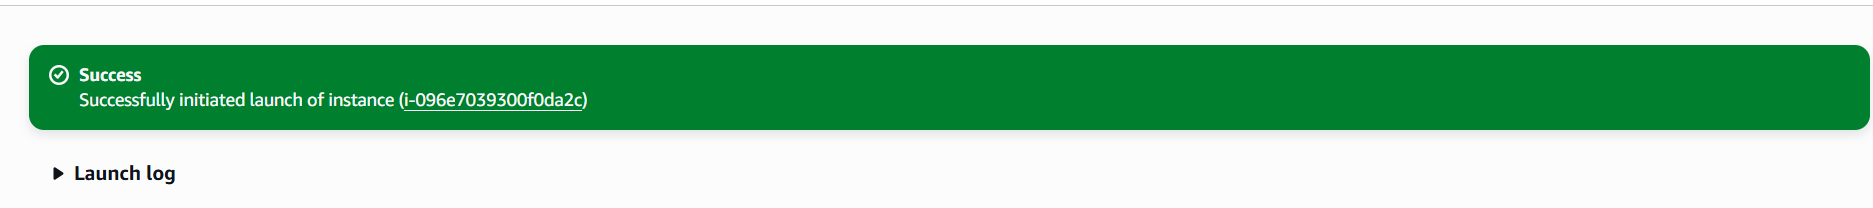 Success
Successfully initiated launch of instance (i-096e7039300f0da2c)
Launch log